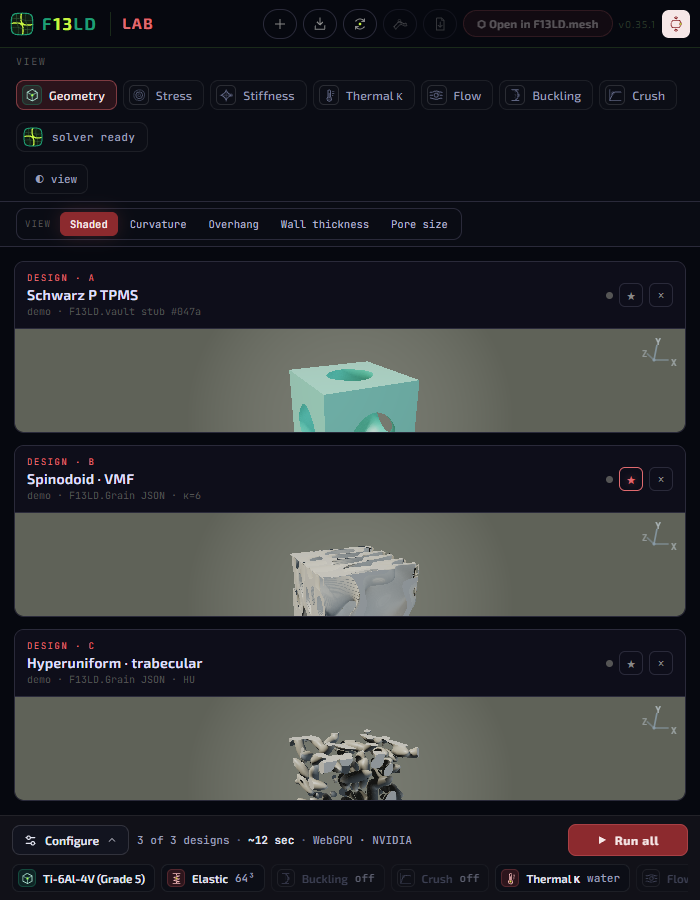 F13LD LAB Open in F13LD.mesh v0.35.1
VIEW
Geometry Stress Stiffness Thermal κ Flow Buckling Crush
solver ready
view
VIEW Shaded Curvature Overhang Wall thickness Pore size
DESIGN · A
Schwarz P TPMS
demo · F13LD.vault stub #047a
Y
Z X
DESIGN · B
Spinodoid · VMF
demo · F13LD.Grain JSON · κ=6
Y
Z X
DESIGN · C
Hyperuniform · trabecular
demo · F13LD.Grain JSON · HU
Y
Z X
Configure 3 of 3 designs · ~12 sec · WebGPU · NVIDIA Run all
Ti-6Al-4V (Grade 5) Elastic 64³ Buckling off Crush off Thermal κ water Flow